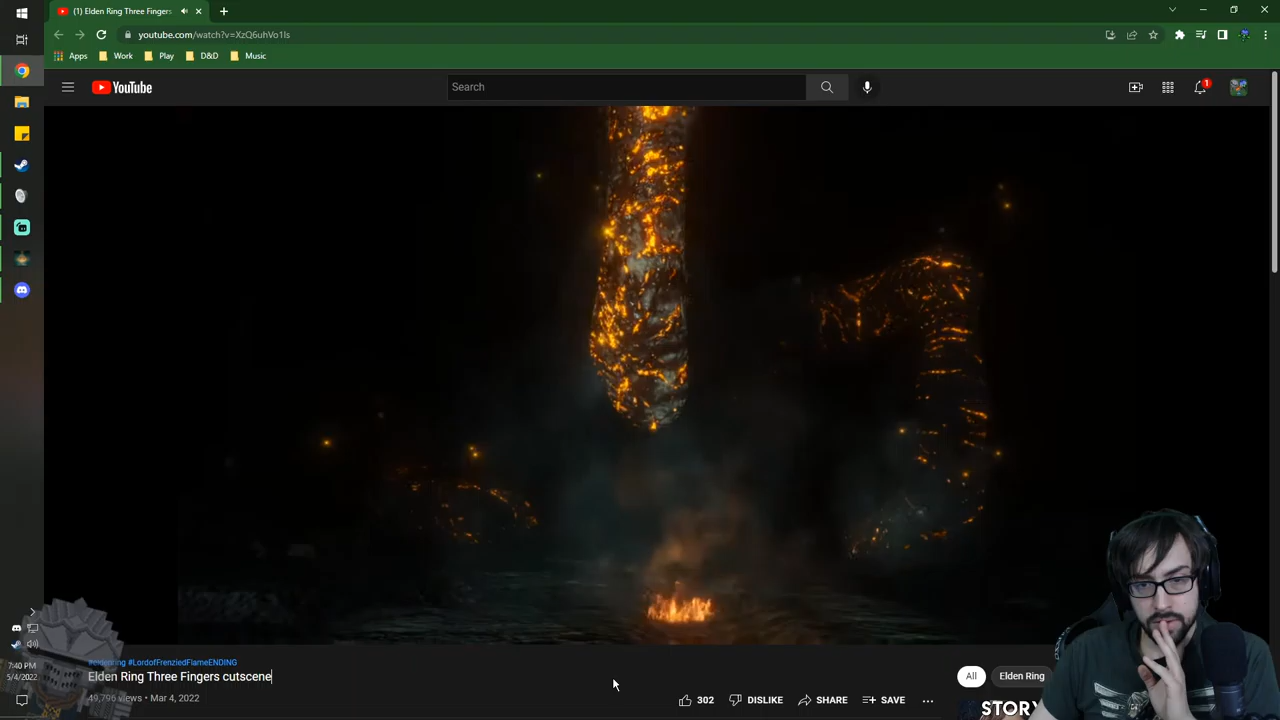 (1) Elden Ring Three Fingers
youtube.com/watch?v=XzQ6uhVo1ls
Apps Work Play D&D Music
YouTube
Search
1
#eldenring #LordofFrenziedFlameENDING
Elden Ring Three Fingers cutscene
49,796 views • Mar 4, 2022
302 DISLIKE SHARE SAVE
All Elden Ring
STORY
7:40 PM
5/4/2022